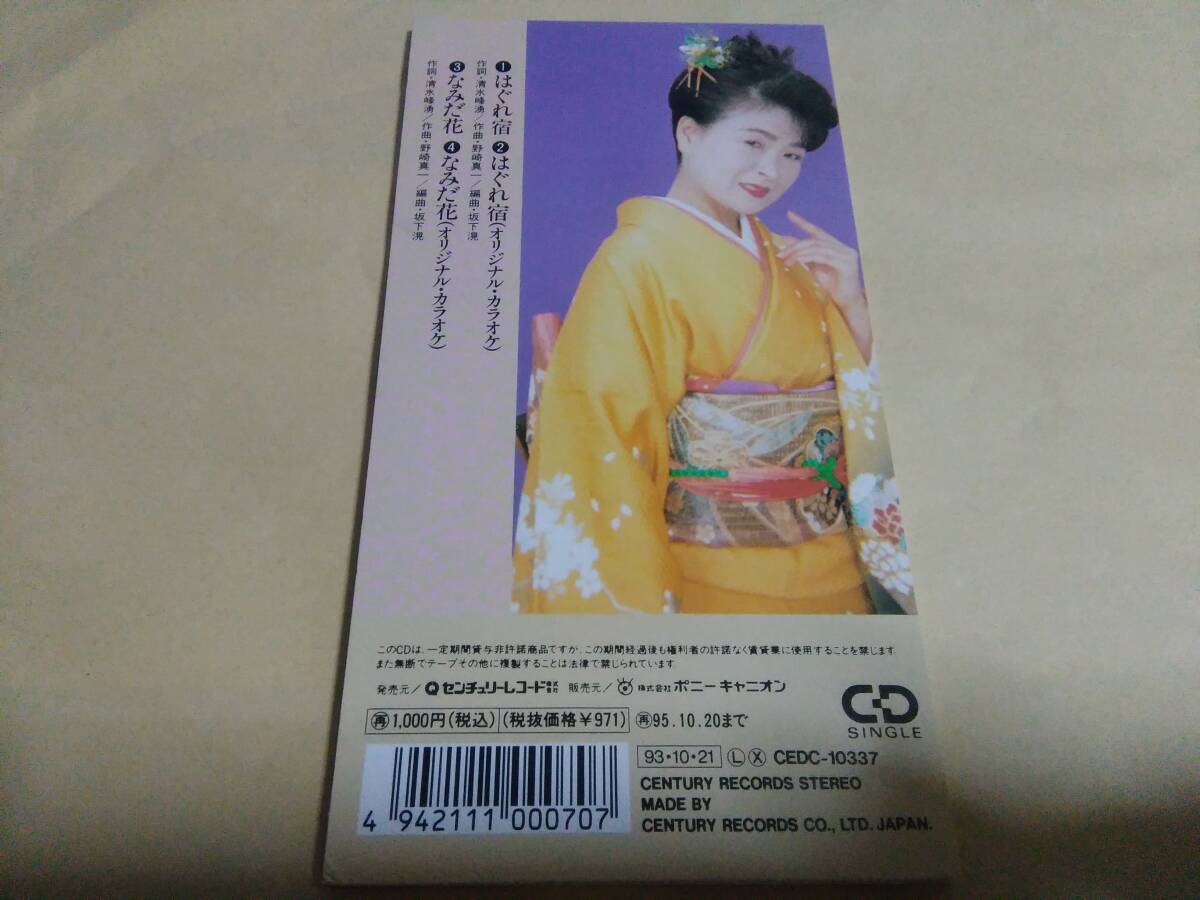 ❶はぐれ宿 ❷はぐれ宿(オリジナル・カラオケ)
作詞・清水峰湧／作曲・野崎真一／編曲・坂下滉
❸なみだ花 ❹なみだ花(オリジナル・カラオケ)
作詞・清水峰湧／作曲・野崎真一／編曲・坂下滉
このCDは、一定期間貸与非許諾商品ですが、この期間経過後も権利者の許諾なく賃貸業に使用することを禁じます
また無断でテープその他に複製することは法律で禁じられています
発売元／センチュリーレコード株式会社 販売元／株式会社ポニーキャニオン
再1,000円(税込) (税抜価格¥971) 再95.10.20まで
CD
SINGLE
93・10・21 Ⓛ Ⓧ CEDC-10337
CENTURY RECORDS STEREO
MADE BY
CENTURY RECORDS CO., LTD. JAPAN.
4 942111 000707